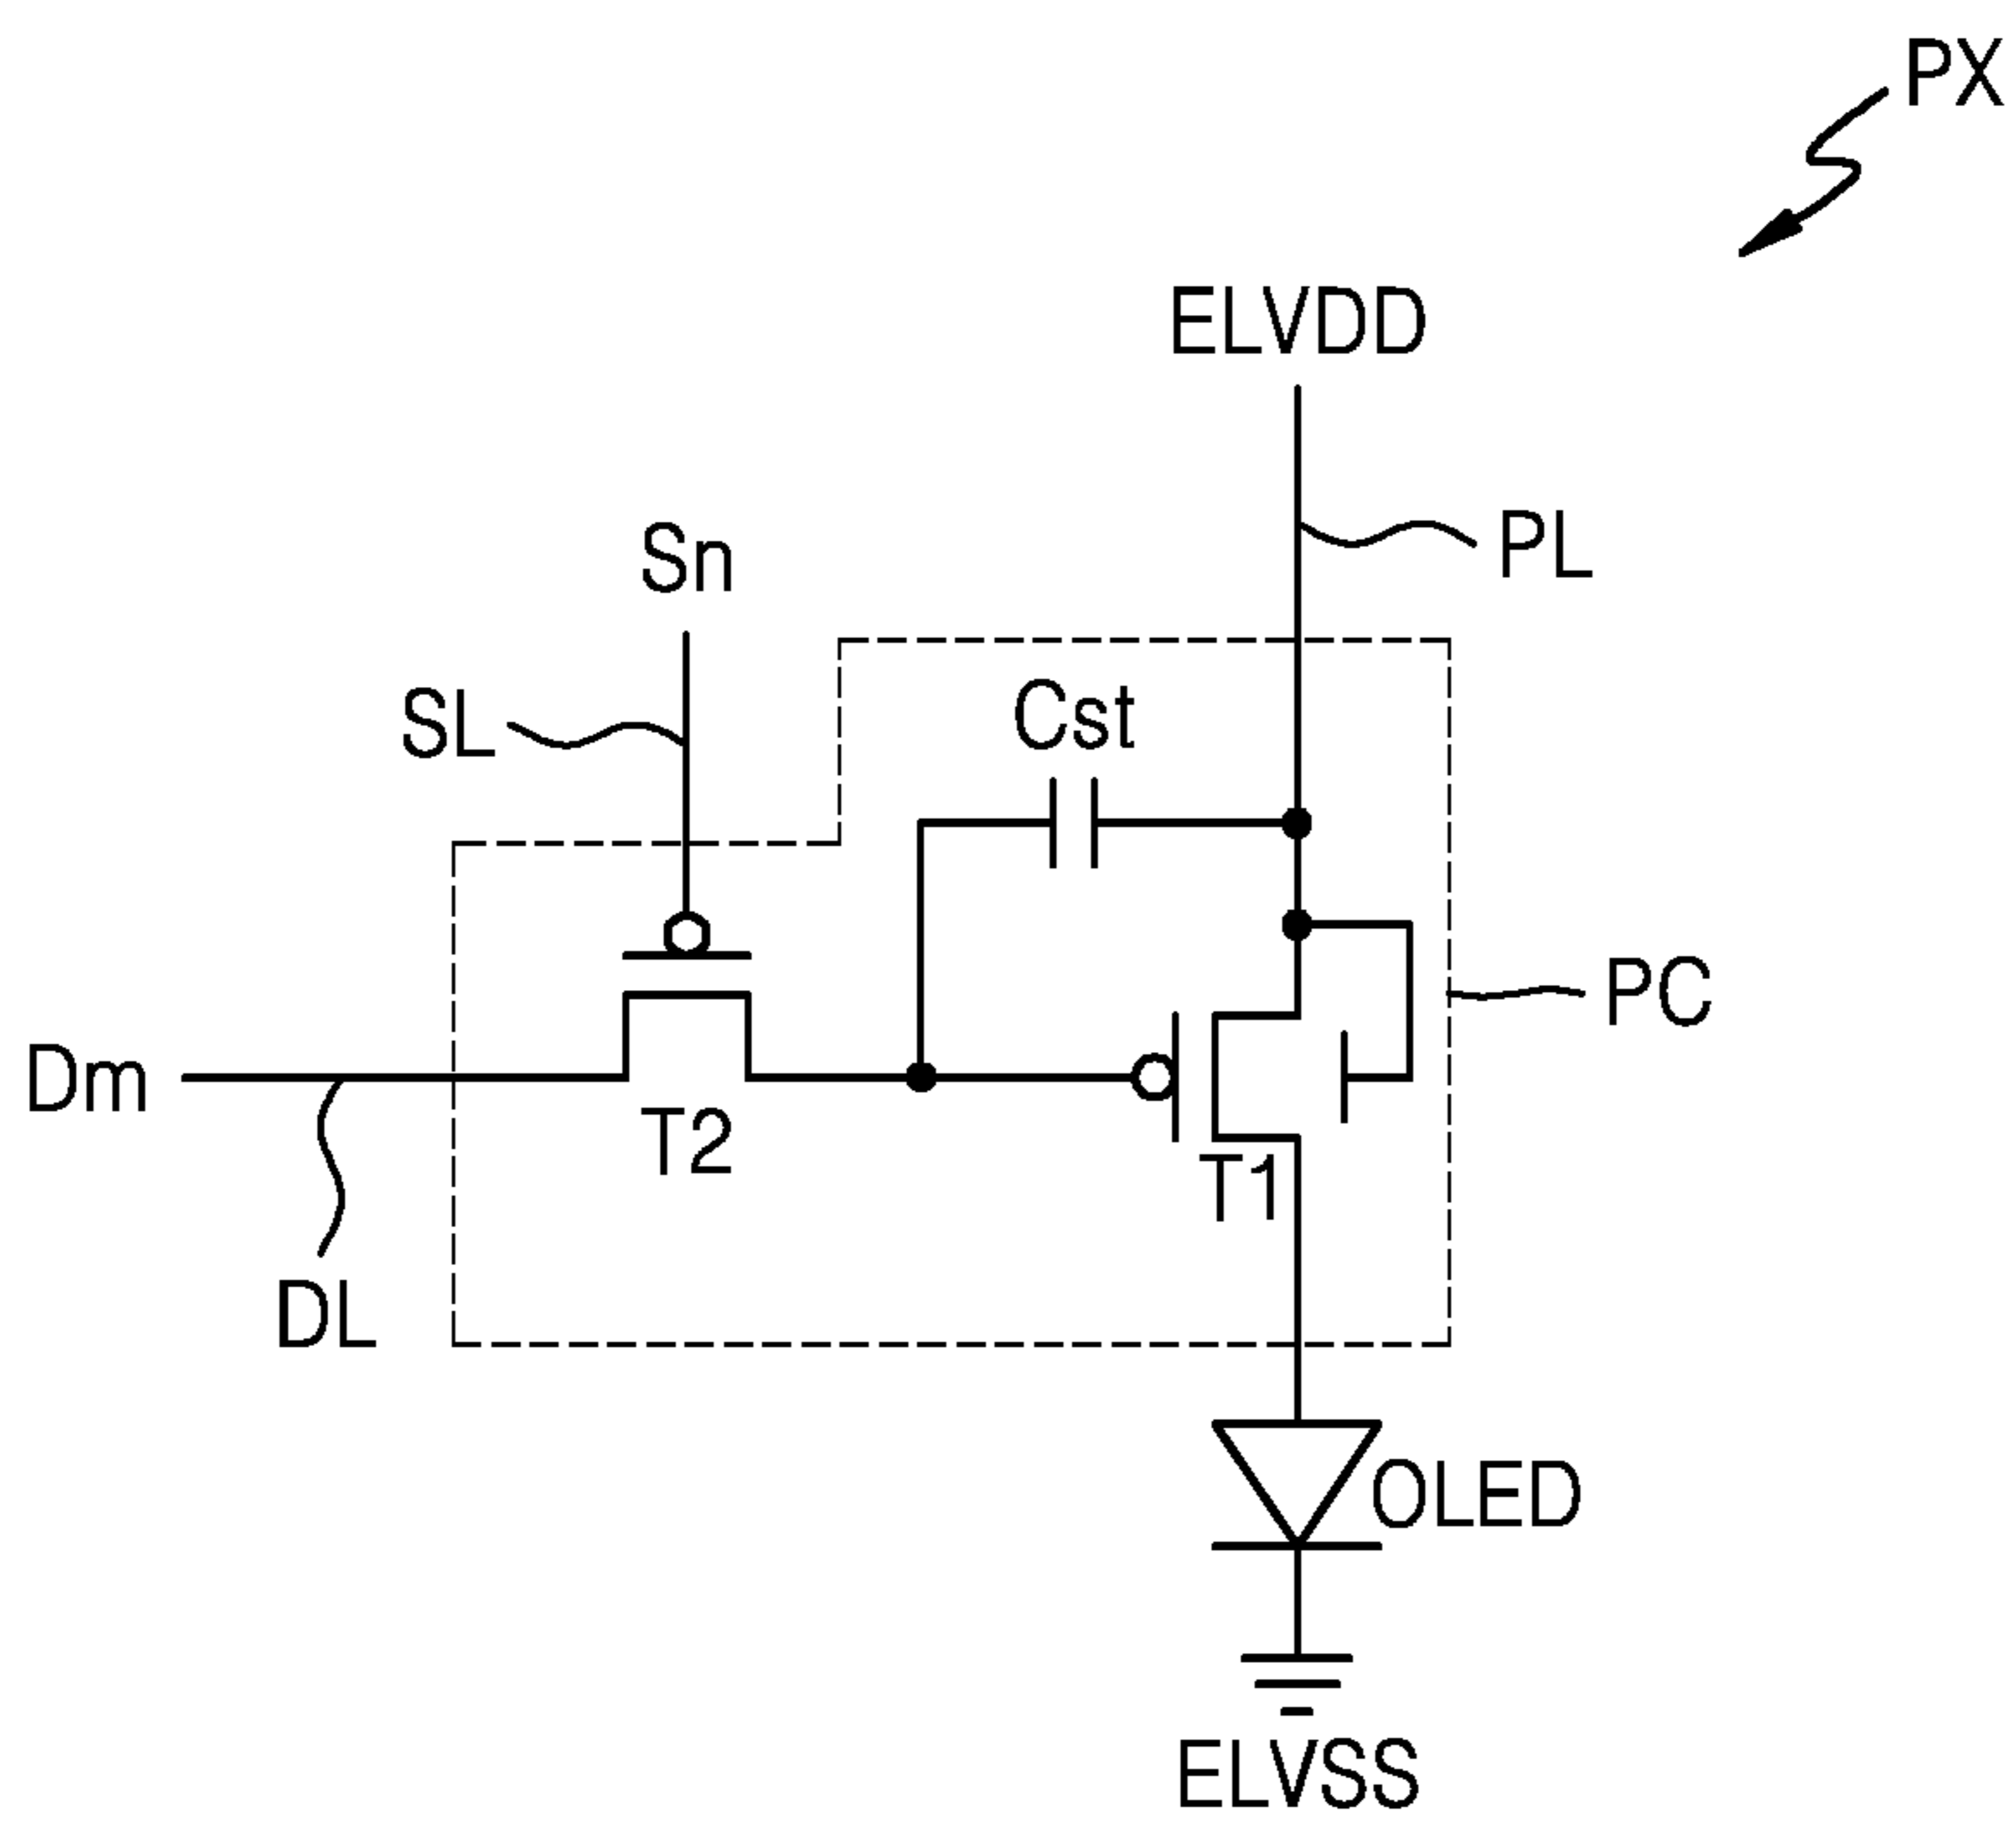 PX
ELVDD
PL
Sn
SL
Cst
PC
Dm
T2
T1
DL
OLED
ELVSS